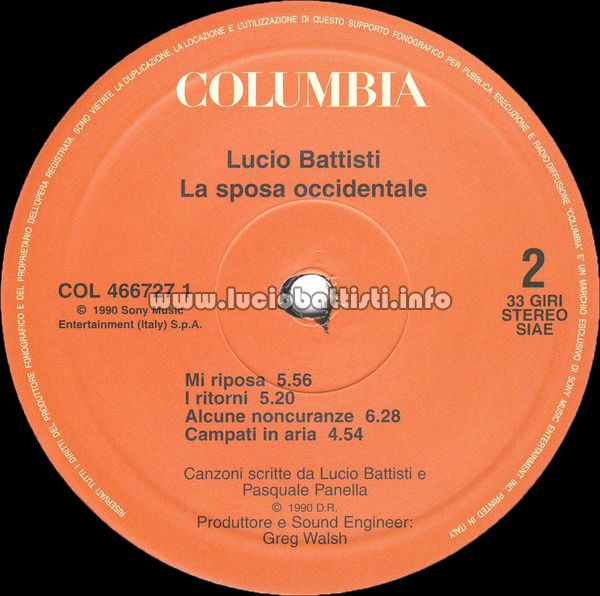 RISERVATI TUTTI I DIRITTI DEL PRODUTTORE FONOGRAFICO E DEL PROPRIETARIO DELL'OPERA REGISTRATA. SONO VIETATE LA DUPLICAZIONE, LA LOCAZIONE E L'UTILIZZAZIONE DI QUESTO SUPPORTO FONOGRAFICO PER PUBBLICA ESECUZIONE E RADIODIFFUSIONE "COLUMBIA" E' UN MARCHIO ESCLUSIVO DI SONY MUSIC ENTERTAINMENT INC PRINTED IN ITALY
COLUMBIA
Lucio Battisti
La sposa occidentale
COL 466727 1
℗ 1990 Sony Music
Entertainment (Italy) S.p.A.
2
33 GIRI
STEREO
SIAE
www.luciobattisti.info
Mi riposa 5.56
I ritorni 5.20
Alcune noncuranze 6.28
Campati in aria 4.54
Canzoni scritte da Lucio Battisti e
Pasquale Panella
© 1990 D.R.
Produttore e Sound Engineer:
Greg Walsh